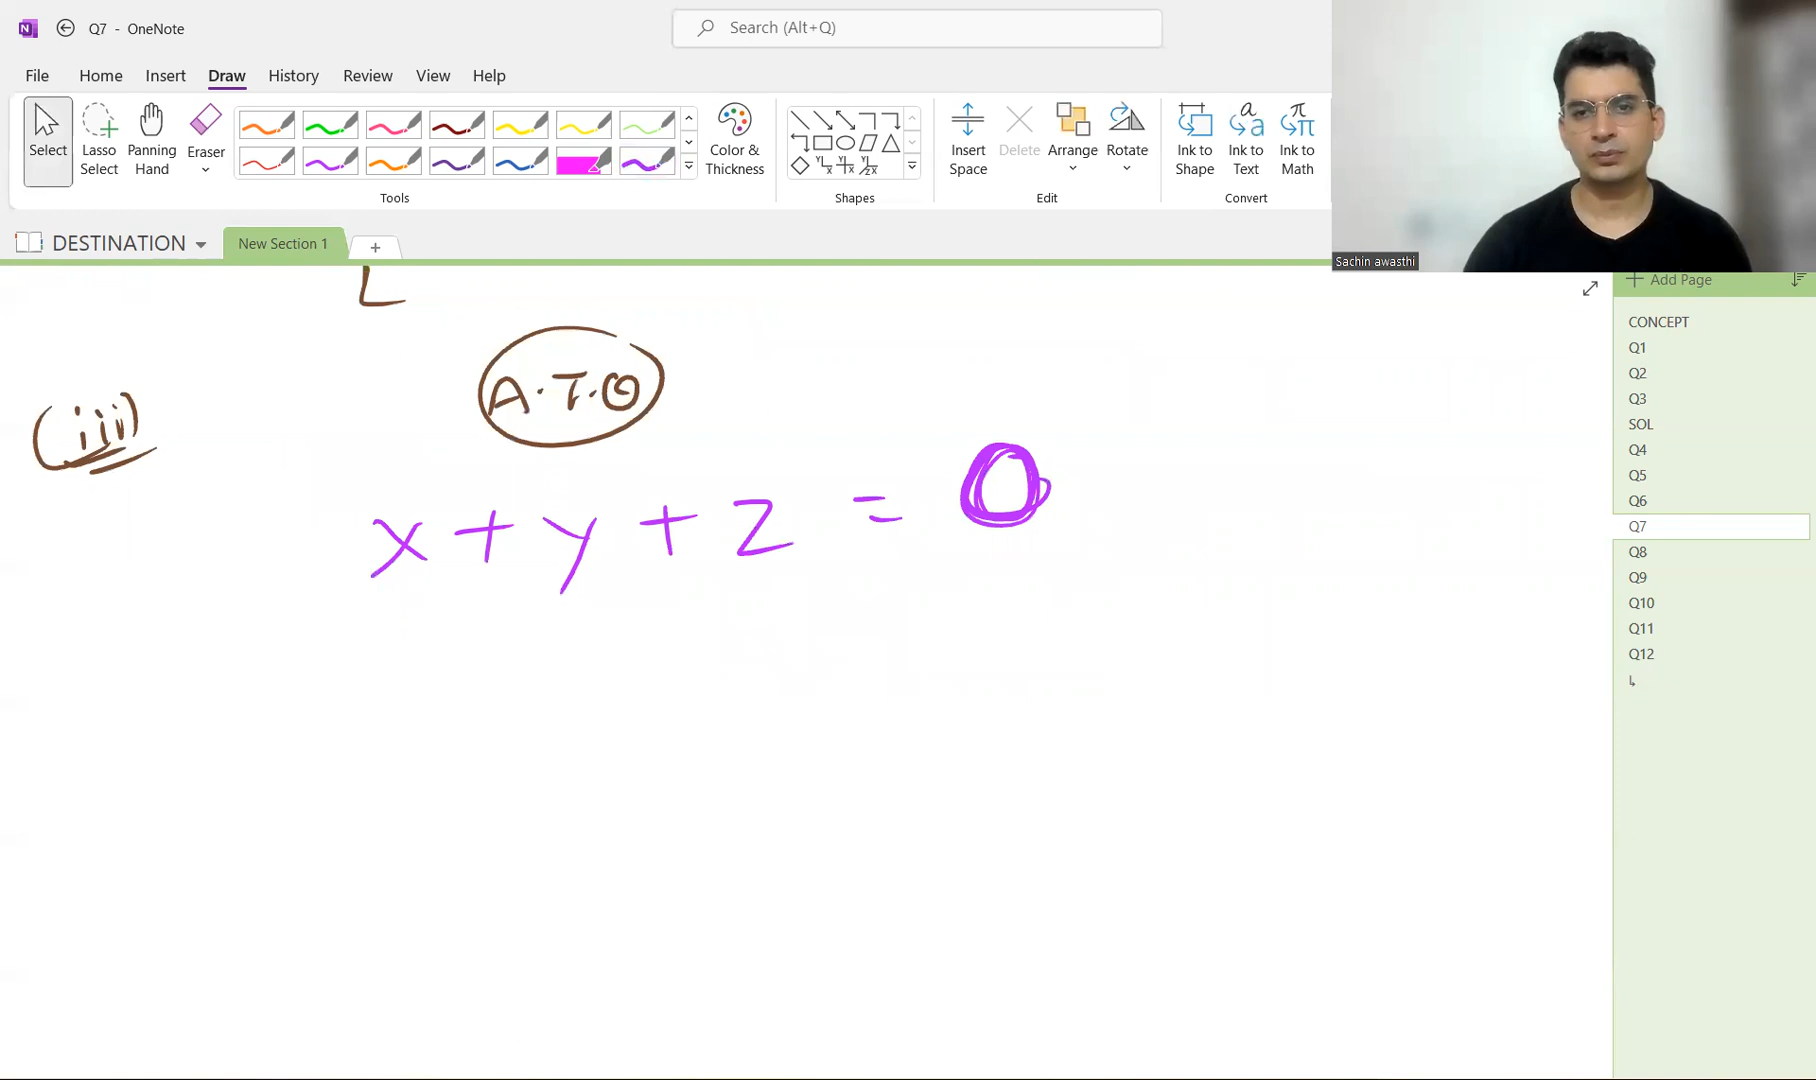 Q7 - OneNote
Search (Alt+Q)
File Home Insert Draw History Review View Help
Select
Lasso Select
Panning Hand
Eraser
Color & Thickness
Insert Space
Delete
Arrange
Rotate
Ink to Shape
Ink to Text
Ink to Math
Tools
Shapes
Edit
Convert
DESTINATION
New Section 1
Sachin awasthi
Add Page
CONCEPT
Q1
Q2
Q3
SOL
Q4
Q5
Q6
Q7
Q8
Q9
Q10
Q11
Q12
A.T.Q
(iii)
x + y + z = 0